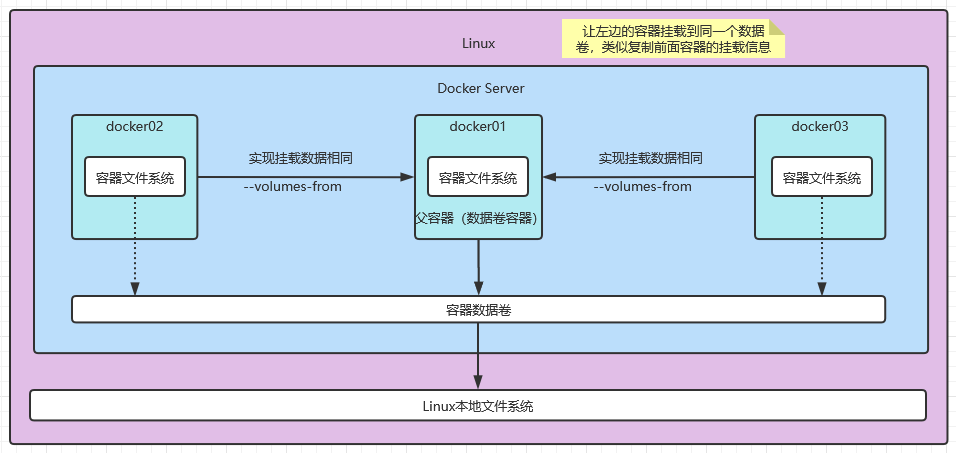 让左边的容器挂载到同一个数据
卷，类似复制前面容器的挂载信息
Linux
Docker Server
docker02
docker01
docker03
实现挂载数据相同
实现挂载数据相同
容器文件系统
容器文件系统
容器文件系统
--volumes-from
--volumes-from
父容器（数据卷容器）
容器数据卷
Linux本地文件系统